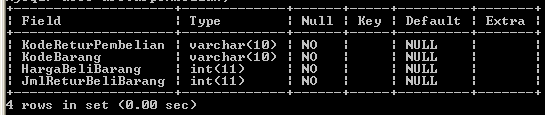 | Field | Type | Null | Key | Default | Extra |
| KodeReturPembelian | varchar(10) | NO | | NULL | |
| KodeBarang | varchar(10) | NO | | NULL | |
| HargaBeliBarang | int(11) | NO | | NULL | |
| JmlReturBeliBarang | int(11) | NO | | NULL | |
4 rows in set (0.00 sec)